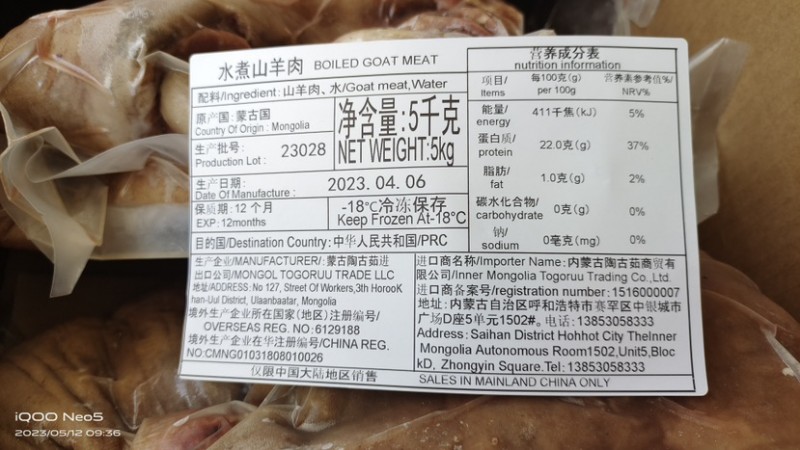 水煮山羊肉 BOILED GOAT MEAT
配料/Ingredient: 山羊肉、水/Goat meat,Water
原产国:蒙古国
Country Of Origin : Mongolia
生产批号:
Production Lot : 23028
净含量:5千克
NET WEIGHT:5kg
生产日期:
Date Of Manufacture : 2023. 04. 06
保质期: 12 个月
EXP: 12months
-18℃冷冻保存
Keep Frozen At-18℃
目的国/Destination Country: 中华人民共和国/PRC
营养成分表
nutrition information
项目/ 每100克(g) 营养素参考值%/
Items per 100g NRV%
能量/
energy 411千焦(kJ) 5%
蛋白质/
protein 22.0克(g) 37%
脂肪/
fat 1.0克(g) 2%
碳水化合物/
carbohydrate 0克(g) 0%
钠/
sodium 0毫克(mg) 0%
生产企业/MANUFACTURER/: 蒙古陶古茹进
出口公司/MONGOL TOGORUU TRADE LLC
地址/ADDRESS: No 127, Street Of Workers,3th HorooK
han-Uul District, Ulaanbaatar, Mongolia
境外生产企业所在国家(地区)注册编号/
OVERSEAS REG. NO: 6129188
境外生产企业在华注册编号/CHINA REG.
NO:CMNG01031808010026
进口商名称/Importer Name: 内蒙古陶古茹商贸有
限公司/Inner Mongolia Togoruu Trading Co.,Ltd.
进口商备案号/registration number: 1516000007
地址: 内蒙古自治区呼和浩特市赛罕区中银城市
广场D座5单元1502#。电话: 13853058333
Address: Saihan District Hohhot City TheInner
Mongolia Autonomous Room1502,Unit5,Bloc
kD, Zhongyin Square.Tel: 13853058333
仅限中国大陆地区销售
SALES IN MAINLAND CHINA ONLY
iQOO Neo5
2023/05/12 09:36